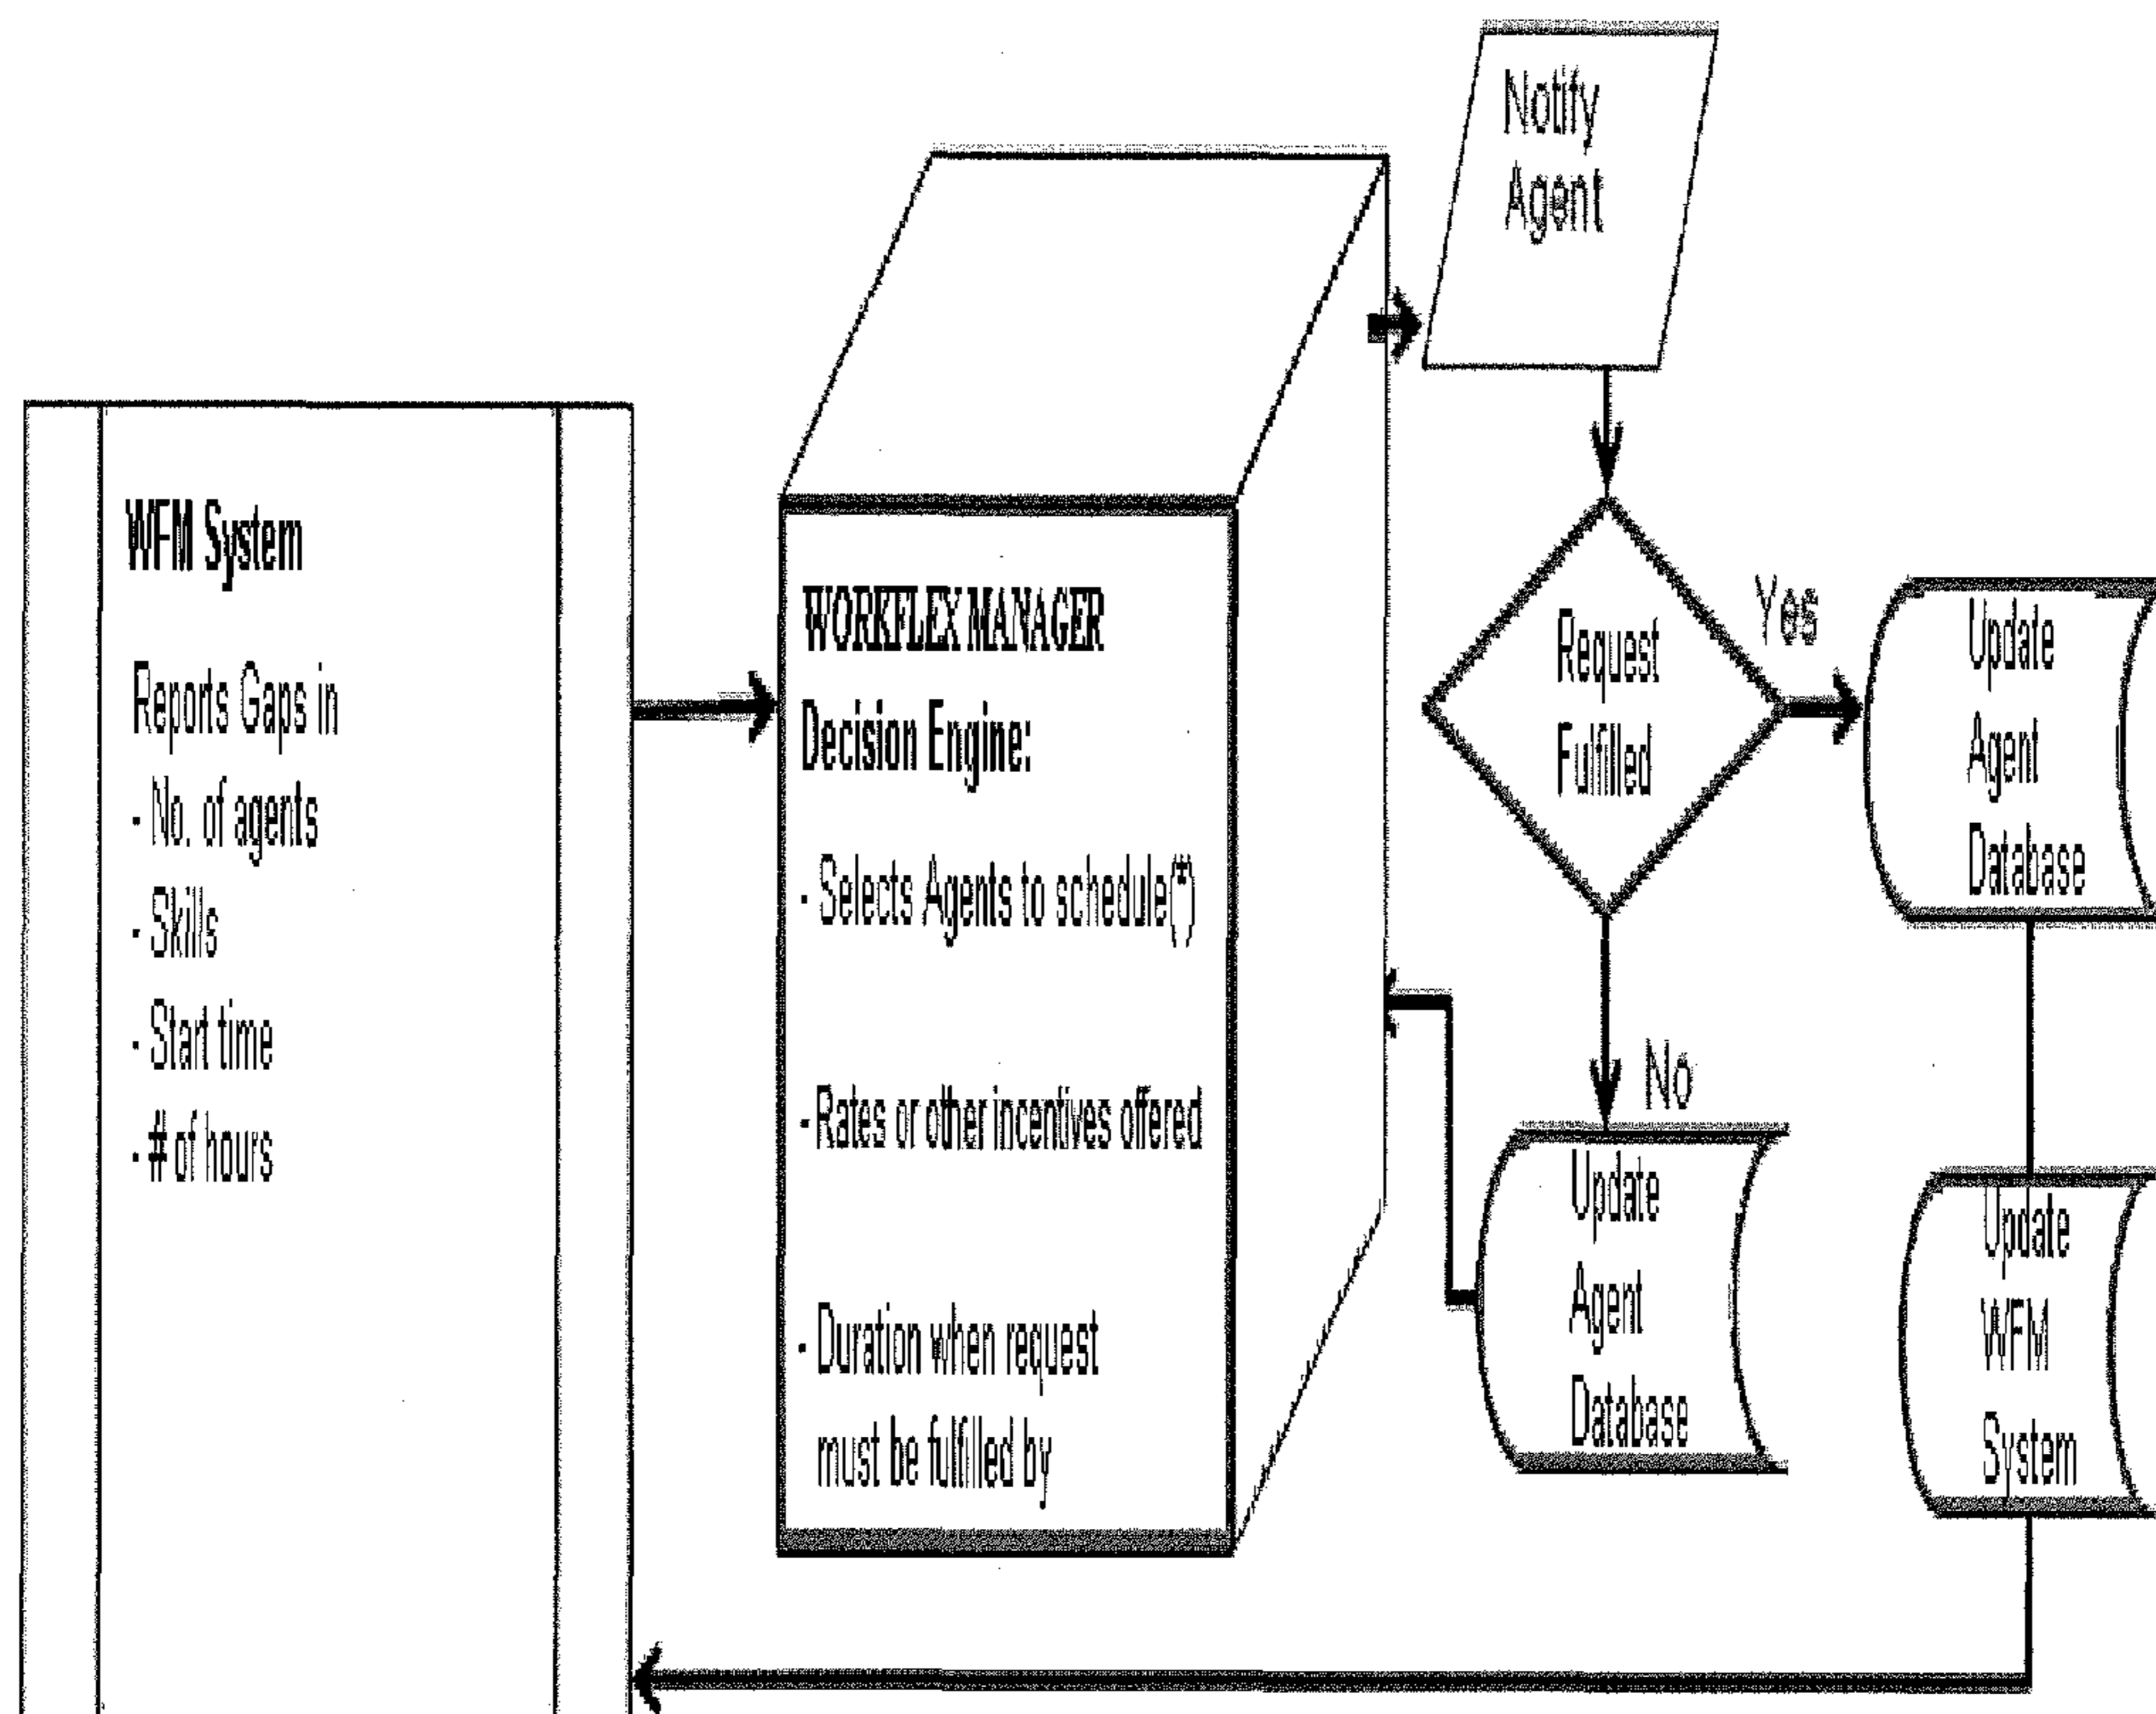 WFM System
Reports Gaps in
- No. of agents
- Skills
- Start time
- # of hours
WORKFLEX MANAGER
Decision Engine:
- Selects Agents to schedule(*)
- Rates or other incentives offered
- Duration when request
must be fulfilled by
Notify
Agent
Request
Fulfilled
Yes
Update
Agent
Database
No
Update
Agent
Database
Update
WFM
System